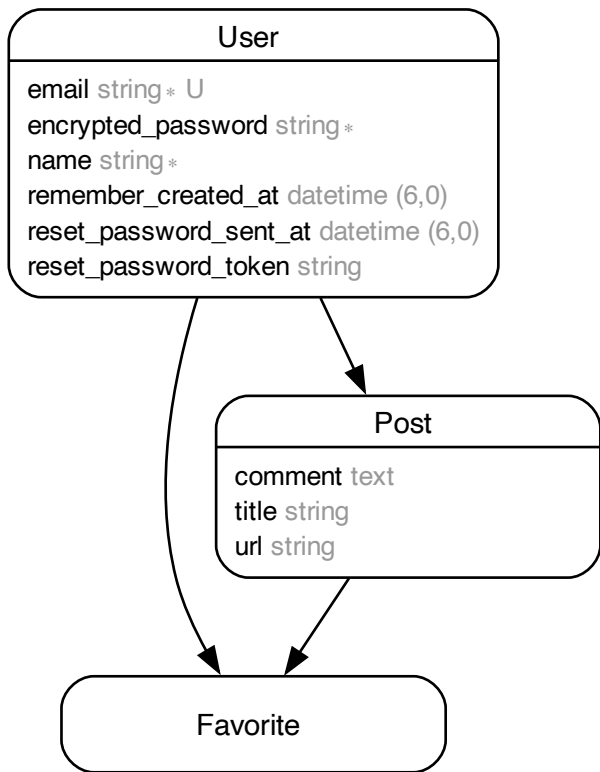 User
email string * U
encrypted_password string *
name string *
remember_created_at datetime (6,0)
reset_password_sent_at datetime (6,0)
reset_password_token string
Post
comment text
title string
url string
Favorite